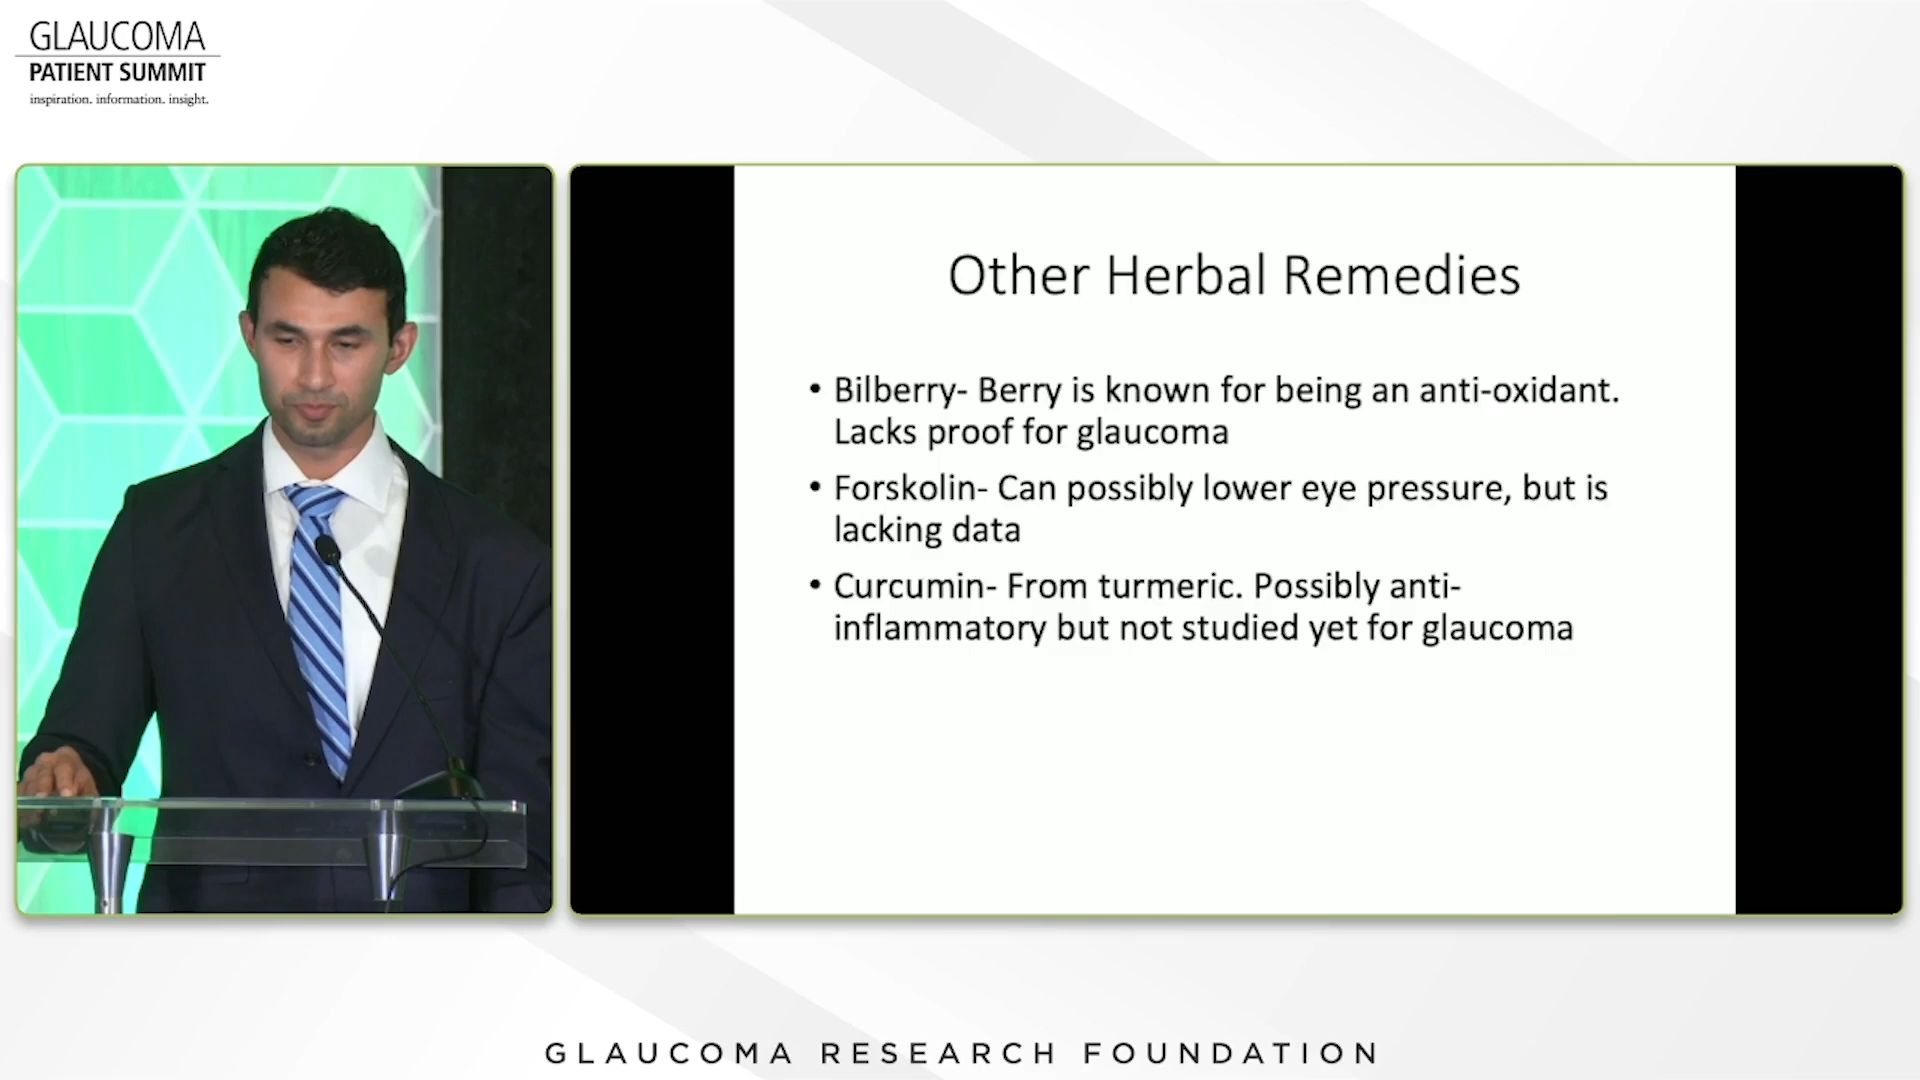 GLAUCOMA
PATIENT SUMMIT
inspiration. information. insight.
Other Herbal Remedies
• Bilberry- Berry is known for being an anti-oxidant.
Lacks proof for glaucoma
• Forskolin- Can possibly lower eye pressure, but is
lacking data
• Curcumin- From turmeric. Possibly anti-
inflammatory but not studied yet for glaucoma
GLAUCOMA RESEARCH FOUNDATION